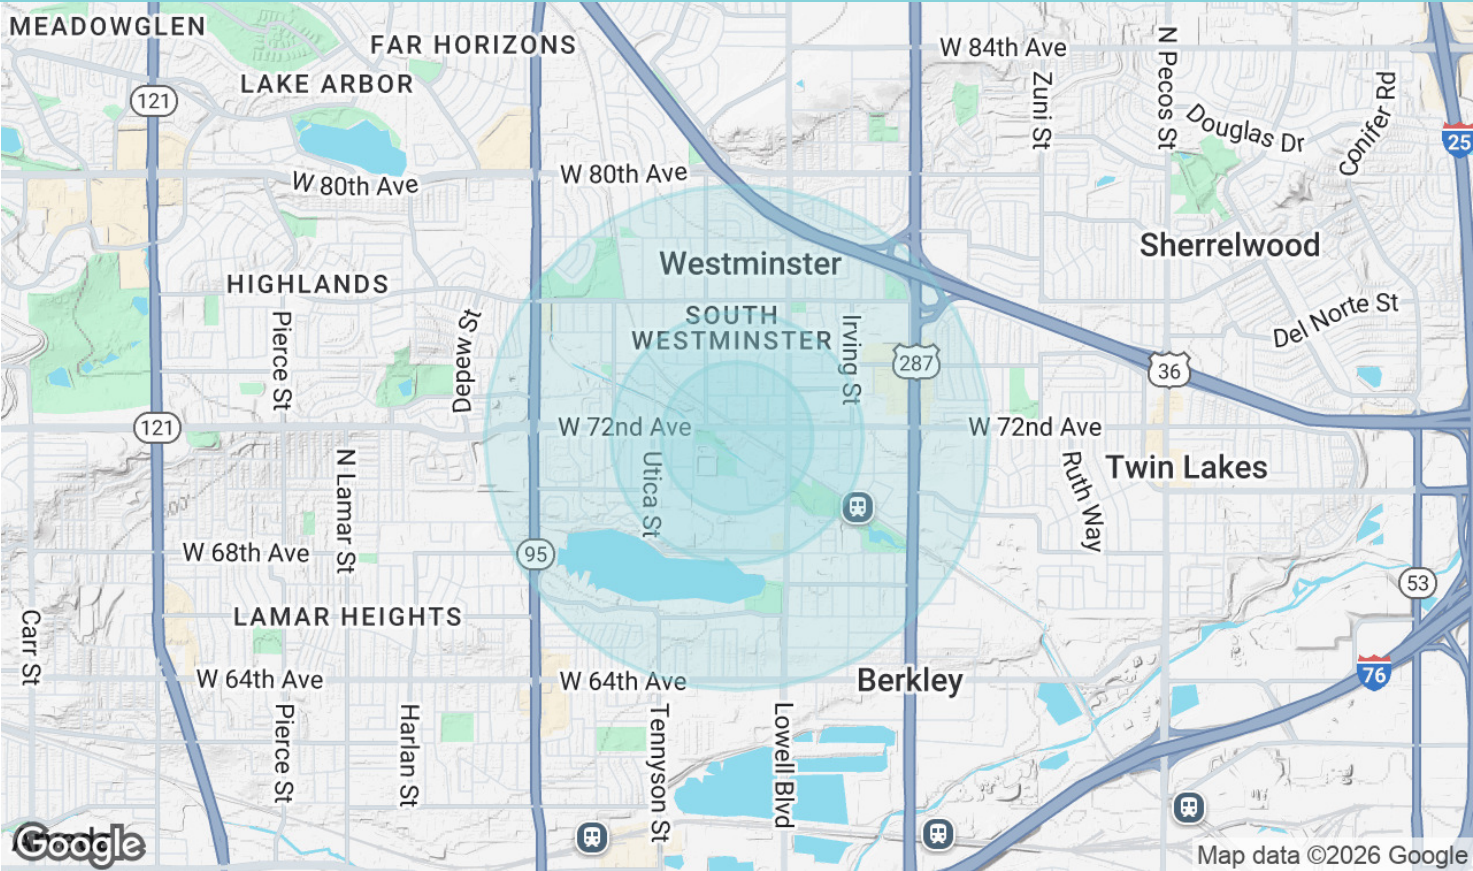 MEADOWGLEN
FAR HORIZONS
W 84th Ave
N Pecos St
LAKE ARBOR
Zuni St
Conifer Rd
121
Douglas Dr
25
W 80th Ave
W 80th Ave
Westminster
Sherrelwood
HIGHLANDS
SOUTH
WESTMINSTER
Del Norte St
Pierce St
Depew St
Irving St
287
36
121
W 72nd Ave
W 72nd Ave
Twin Lakes
N Lamar St
Utica St
Ruth Way
W 68th Ave
95
53
Carr St
LAMAR HEIGHTS
W 64th Ave
W 64th Ave
Berkley
76
Pierce St
Harlan St
Tennyson St
Lowell Blvd
Google
Map data ©2026 Google